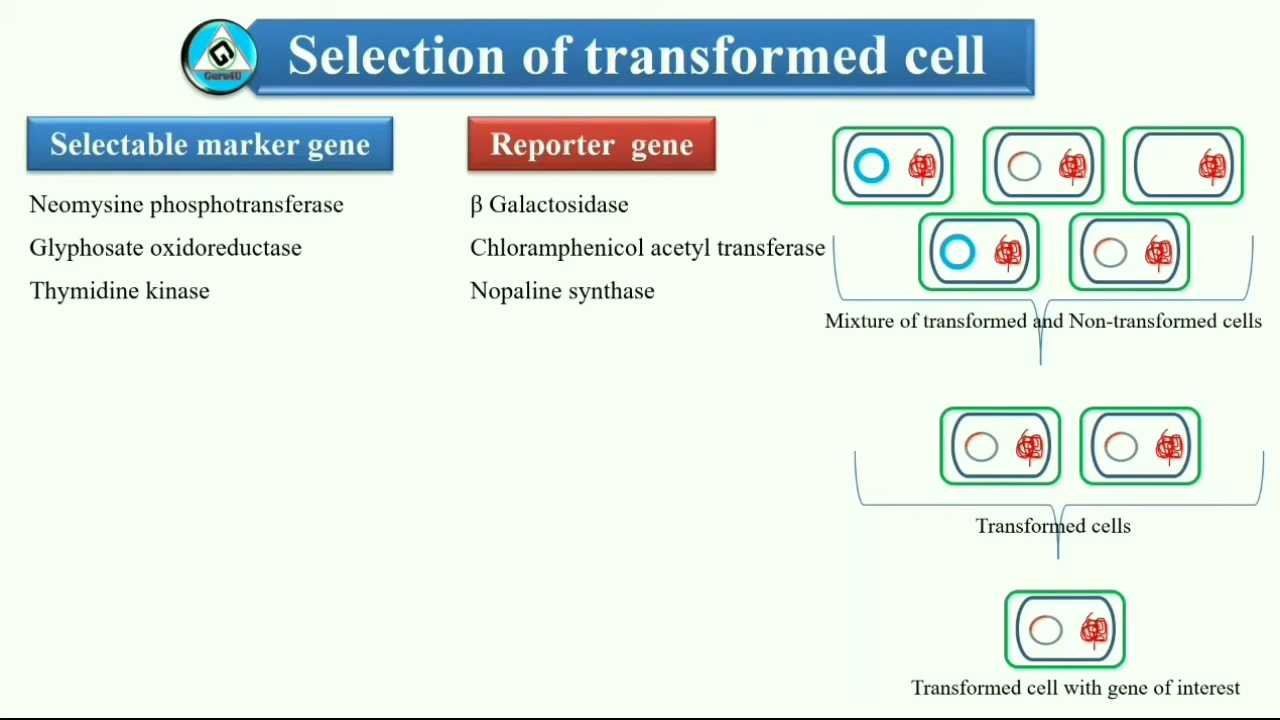 Guru4U
Selection of transformed cell
Selectable marker gene
Neomysine phosphotransferase
Glyphosate oxidoreductase
Thymidine kinase
Reporter gene
β Galactosidase
Chloramphenicol acetyl transferase
Nopaline synthase
Mixture of transformed and Non-transformed cells
Transformed cells
Transformed cell with gene of interest